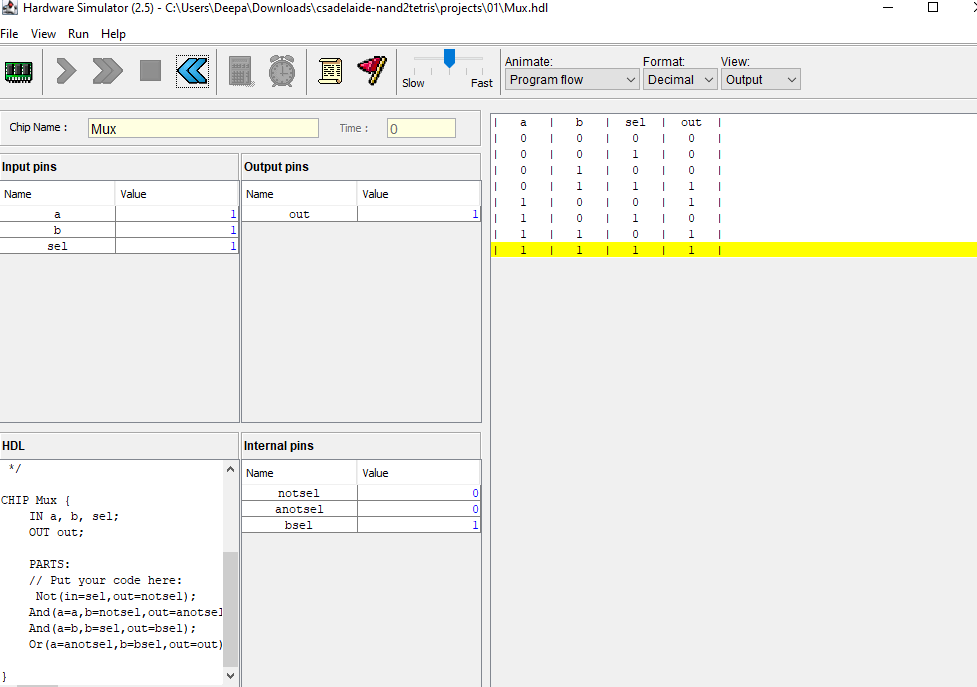 Hardware Simulator (2.5) - C:\Users\Deepa\Downloads\csadelaide-nand2tetris\projects\01\Mux.hdl
File View Run Help
Slow Fast
Animate: Format: View:
Program flow Decimal Output
Chip Name : Mux Time : 0
Input pins
Name Value
a 1
b 1
sel 1
Output pins
Name Value
out 1
| a | b | sel | out |
| 0 | 0 | 0 | 0 |
| 0 | 0 | 1 | 0 |
| 0 | 1 | 0 | 0 |
| 0 | 1 | 1 | 1 |
| 1 | 0 | 0 | 1 |
| 1 | 0 | 1 | 0 |
| 1 | 1 | 0 | 1 |
| 1 | 1 | 1 | 1 |
HDL
*/
CHIP Mux {
IN a, b, sel;
OUT out;
PARTS:
// Put your code here:
Not(in=sel,out=notsel);
And(a=a,b=notsel,out=anotsel
And(a=b,b=sel,out=bsel);
Or(a=anotsel,b=bsel,out=out)
}
Internal pins
Name Value
notsel 0
anotsel 0
bsel 1